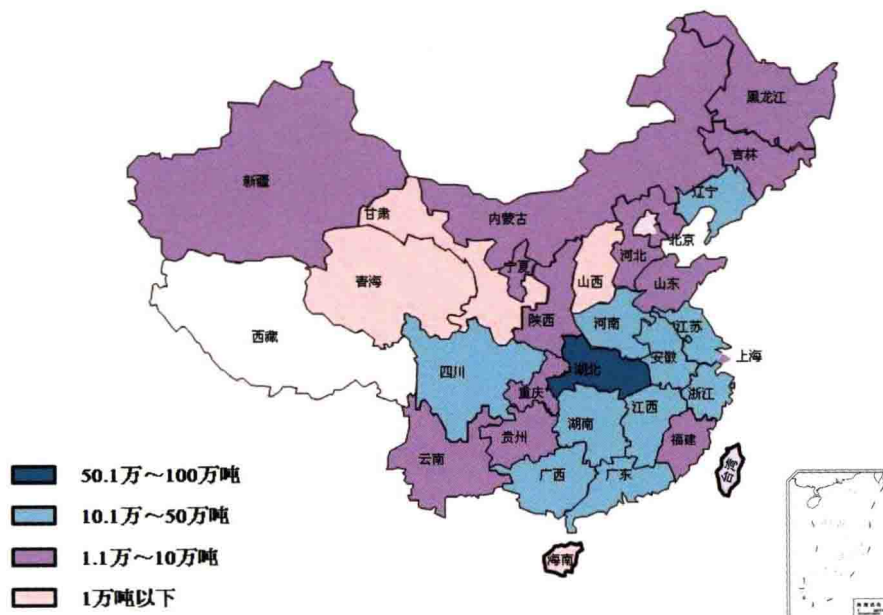 黑龙江
吉林
辽宁
新疆
甘肃
内蒙古
北京
宁夏
河北
青海
山西
山东
陕西
西藏
河南
江苏
四川
湖北
安徽
上海
重庆
浙江
湖南
江西
贵州
云南
福建
广西
广东
台湾
海南
50.1万～100万吨
10.1万～50万吨
1.1万～10万吨
1万吨以下